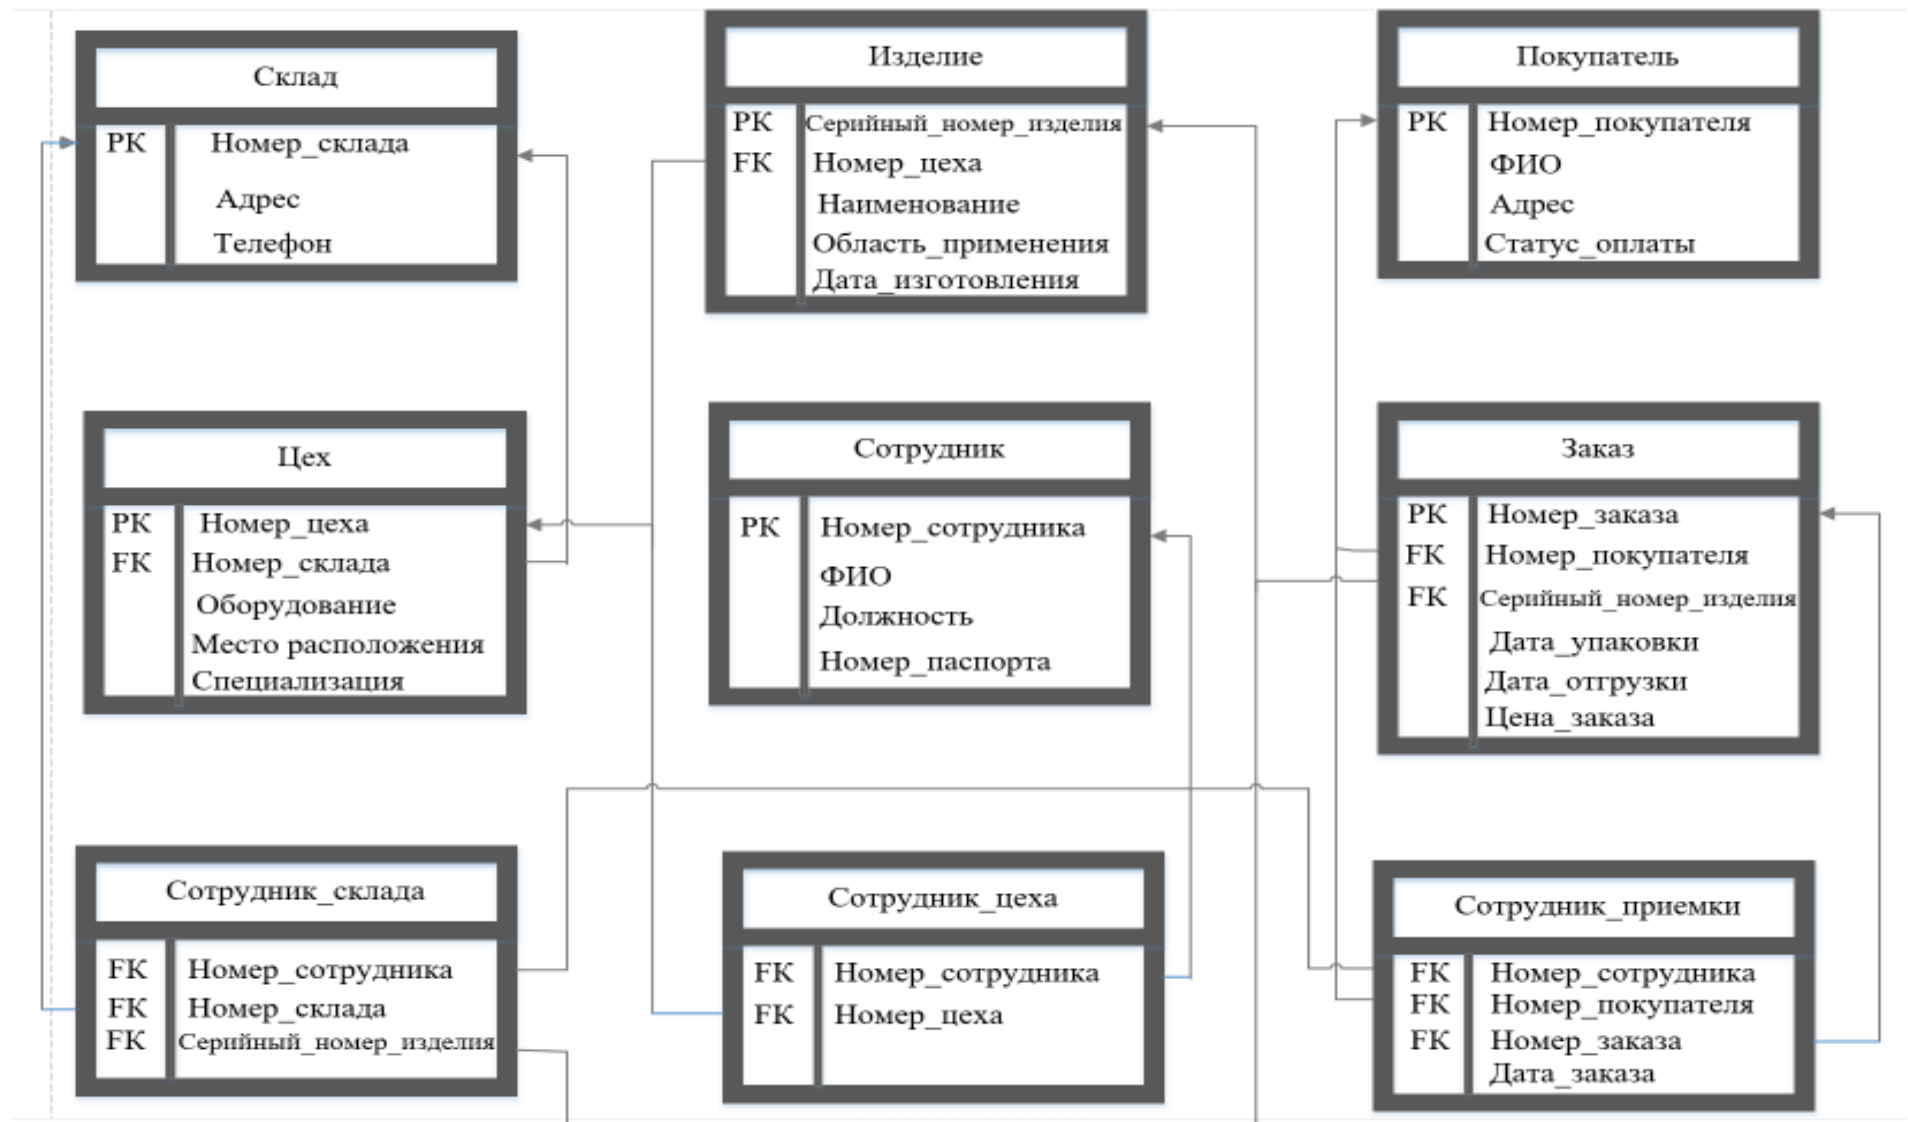 Склад
PK Номер_склада
Адрес
Телефон
Изделие
PK Серийный_номер_изделия
FK Номер_цеха
Наименование
Область_применения
Дата_изготовления
Покупатель
PK Номер_покупателя
ФИО
Адрес
Статус_оплаты
Цех
PK Номер_цеха
FK Номер_склада
Оборудование
Место расположения
Специализация
Сотрудник
PK Номер_сотрудника
ФИО
Должность
Номер_паспорта
Заказ
PK Номер_заказа
FK Номер_покупателя
FK Серийный_номер_изделия
Дата_упаковки
Дата_отгрузки
Цена_заказа
Сотрудник_склада
FK Номер_сотрудника
FK Номер_склада
FK Серийный_номер_изделия
Сотрудник_цеха
FK Номер_сотрудника
FK Номер_цеха
Сотрудник_приемки
FK Номер_сотрудника
FK Номер_покупателя
FK Номер_заказа
Дата_заказа